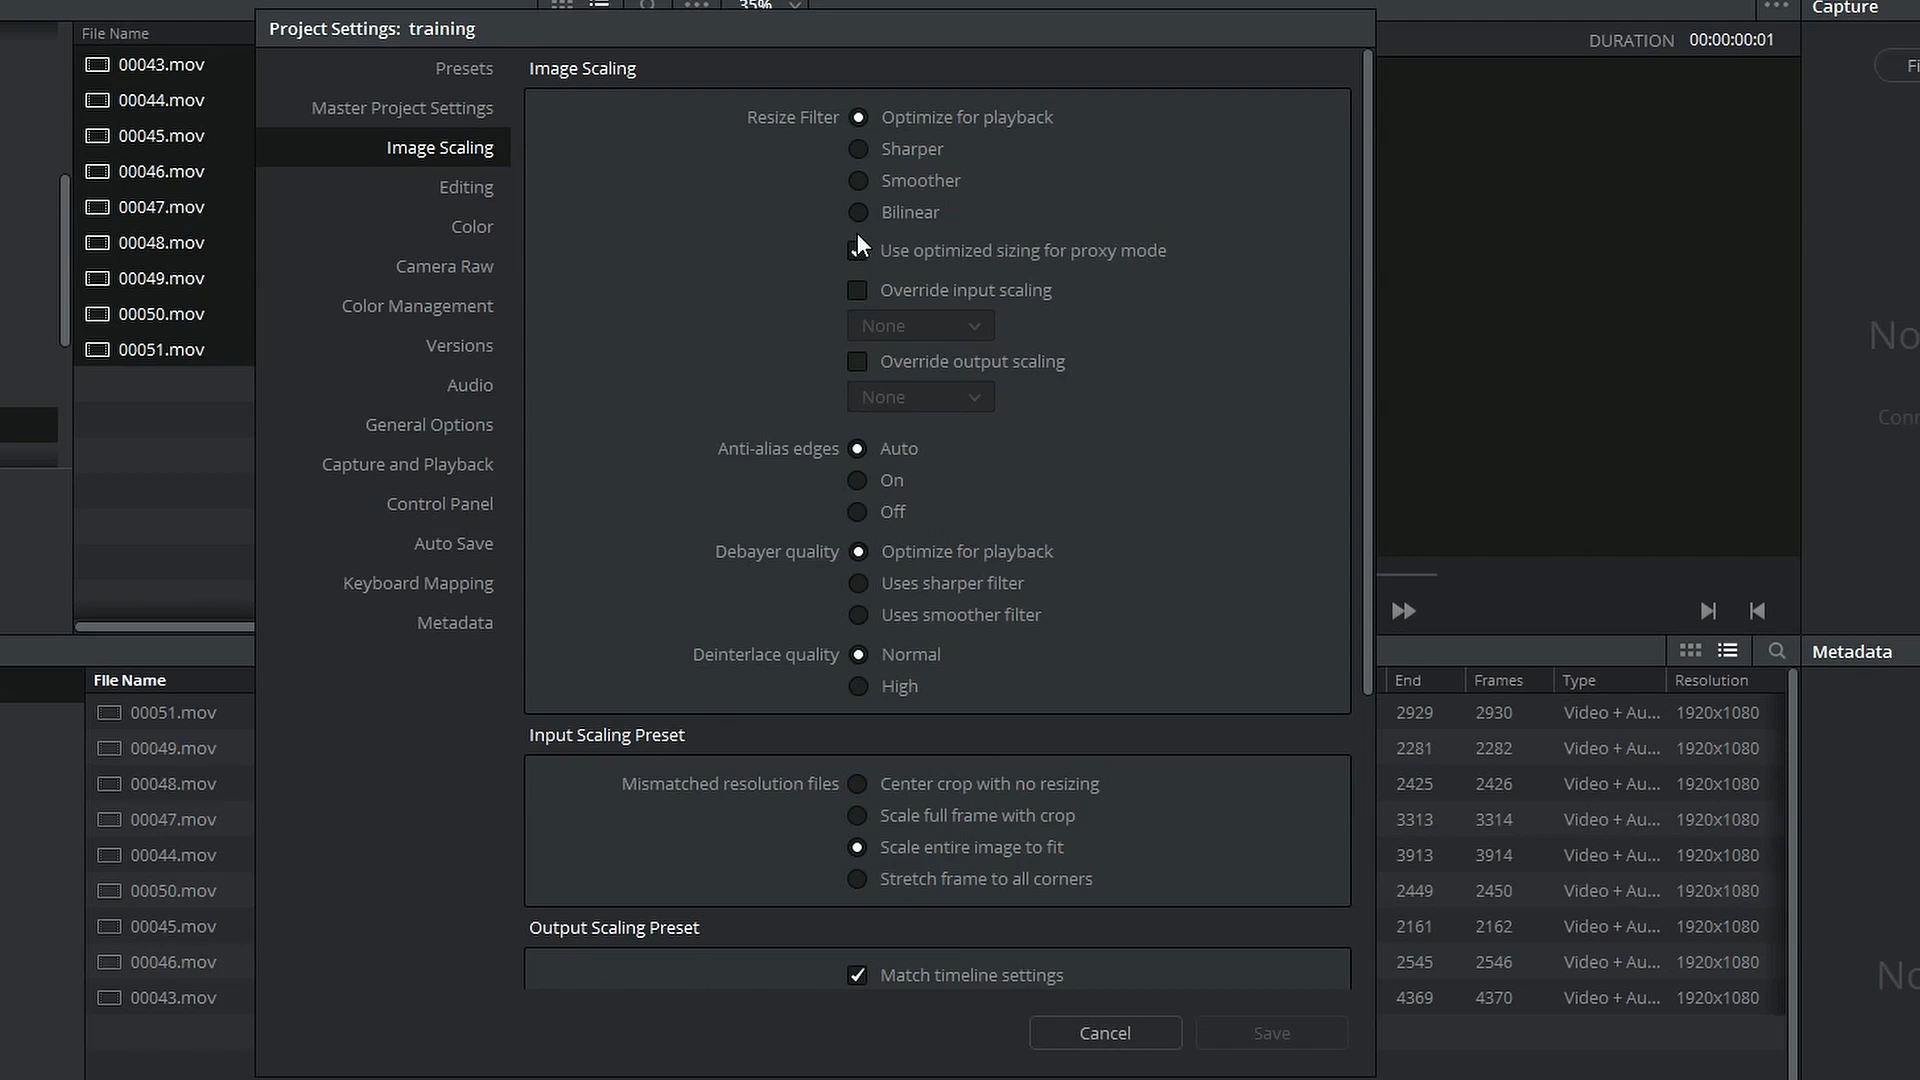 35%
Capture
File Name
00043.mov
00044.mov
00045.mov
00046.mov
00047.mov
00048.mov
00049.mov
00050.mov
00051.mov
Project Settings: training
Presets
Master Project Settings
Image Scaling
Editing
Color
Camera Raw
Color Management
Versions
Audio
General Options
Capture and Playback
Control Panel
Auto Save
Keyboard Mapping
Metadata
Image Scaling
Resize Filter
Optimize for playback
Sharper
Smoother
Bilinear
Use optimized sizing for proxy mode
Override input scaling
None
Override output scaling
None
Anti-alias edges
Auto
On
Off
Debayer quality
Optimize for playback
Uses sharper filter
Uses smoother filter
Deinterlace quality
Normal
High
Input Scaling Preset
Mismatched resolution files
Center crop with no resizing
Scale full frame with crop
Scale entire image to fit
Stretch frame to all corners
Output Scaling Preset
Match timeline settings
Cancel
Save
DURATION 00:00:00:01
Metadata
File Name
00051.mov
00049.mov
00048.mov
00047.mov
00044.mov
00050.mov
00045.mov
00046.mov
00043.mov
End Frames Type Resolution
2929 2930 Video + Au... 1920x1080
2281 2282 Video + Au... 1920x1080
2425 2426 Video + Au... 1920x1080
3313 3314 Video + Au... 1920x1080
3913 3914 Video + Au... 1920x1080
2449 2450 Video + Au... 1920x1080
2161 2162 Video + Au... 1920x1080
2545 2546 Video + Au... 1920x1080
4369 4370 Video + Au... 1920x1080